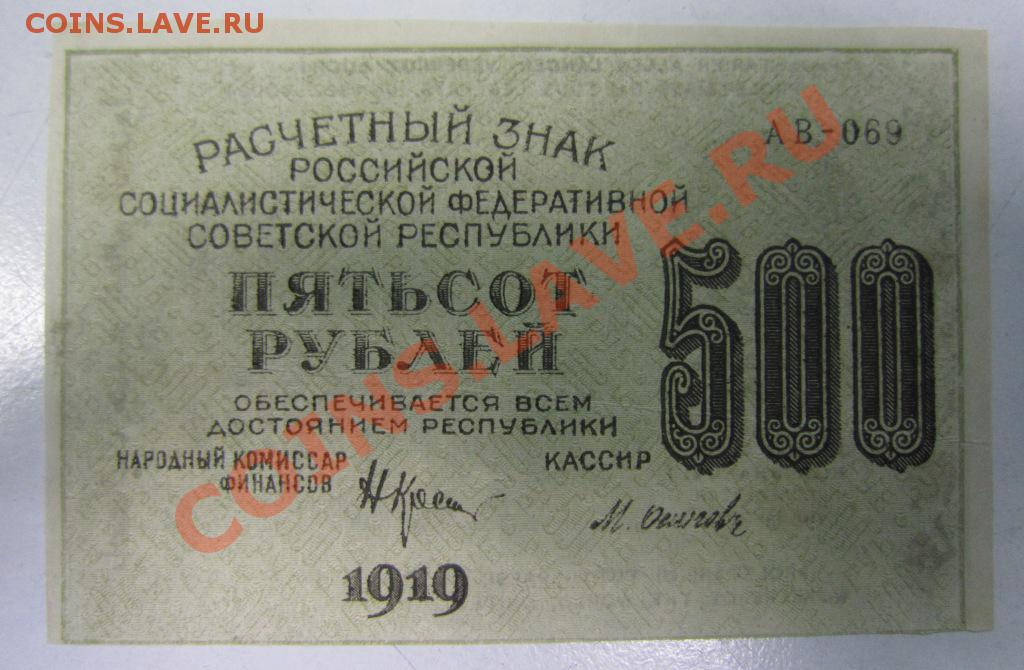 COINS.LAVE.RU
АВ-069
РАСЧЕТНЫЙ ЗНАК
РОССИЙСКОЙ
СОЦИАЛИСТИЧЕСКОЙ ФЕДЕРАТИВНОЙ
СОВЕТСКОЙ РЕСПУБЛИКИ
ПЯТЬСОТ
РУБЛЕЙ
500
ОБЕСПЕЧИВАЕТСЯ ВСЕМ
ДОСТОЯНИЕМ РЕСПУБЛИКИ
НАРОДНЫЙ КОМИССАР
ФИНАНСОВ
КАССИР
М. Осипов
1919
COINS.LAVE.RU